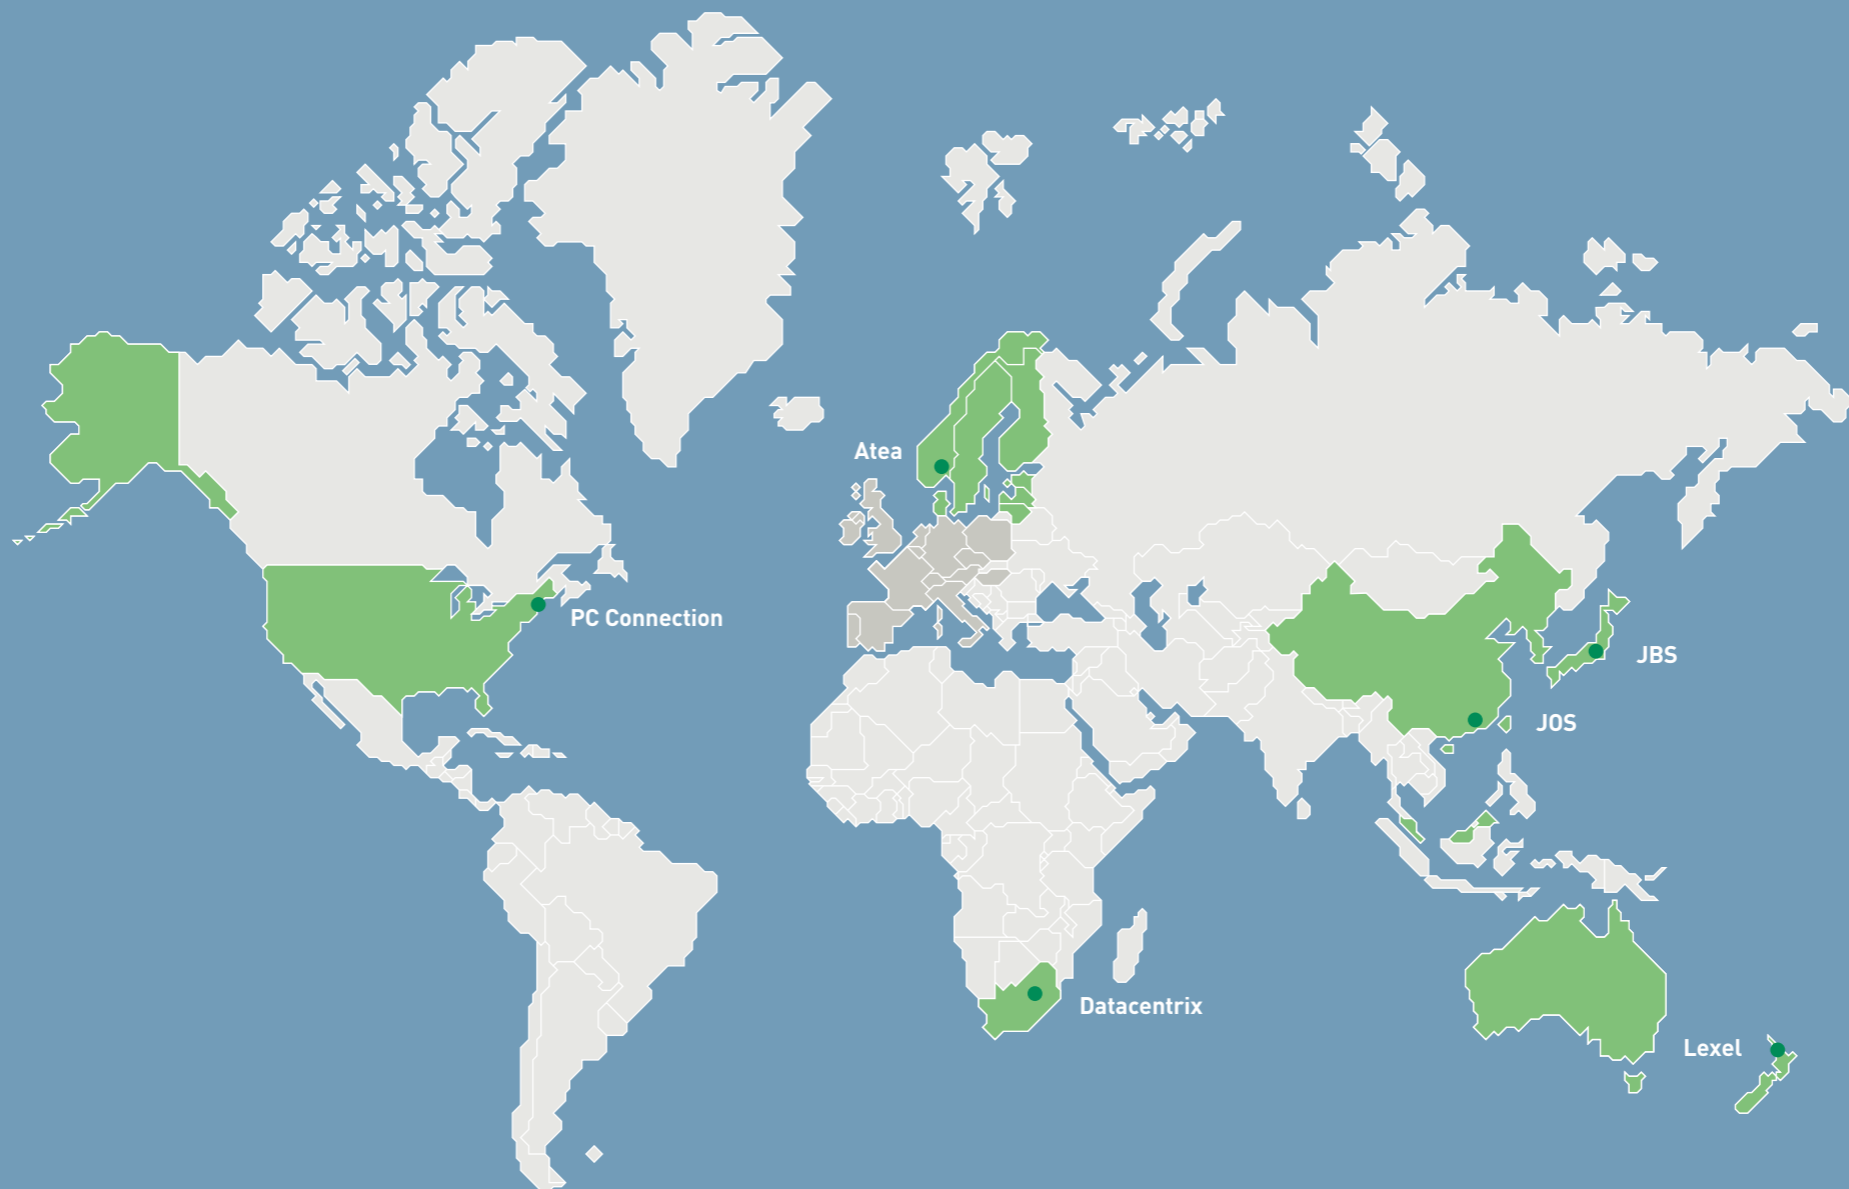 Atea
PC Connection
JBS
JOS
Datacentrix
Lexel